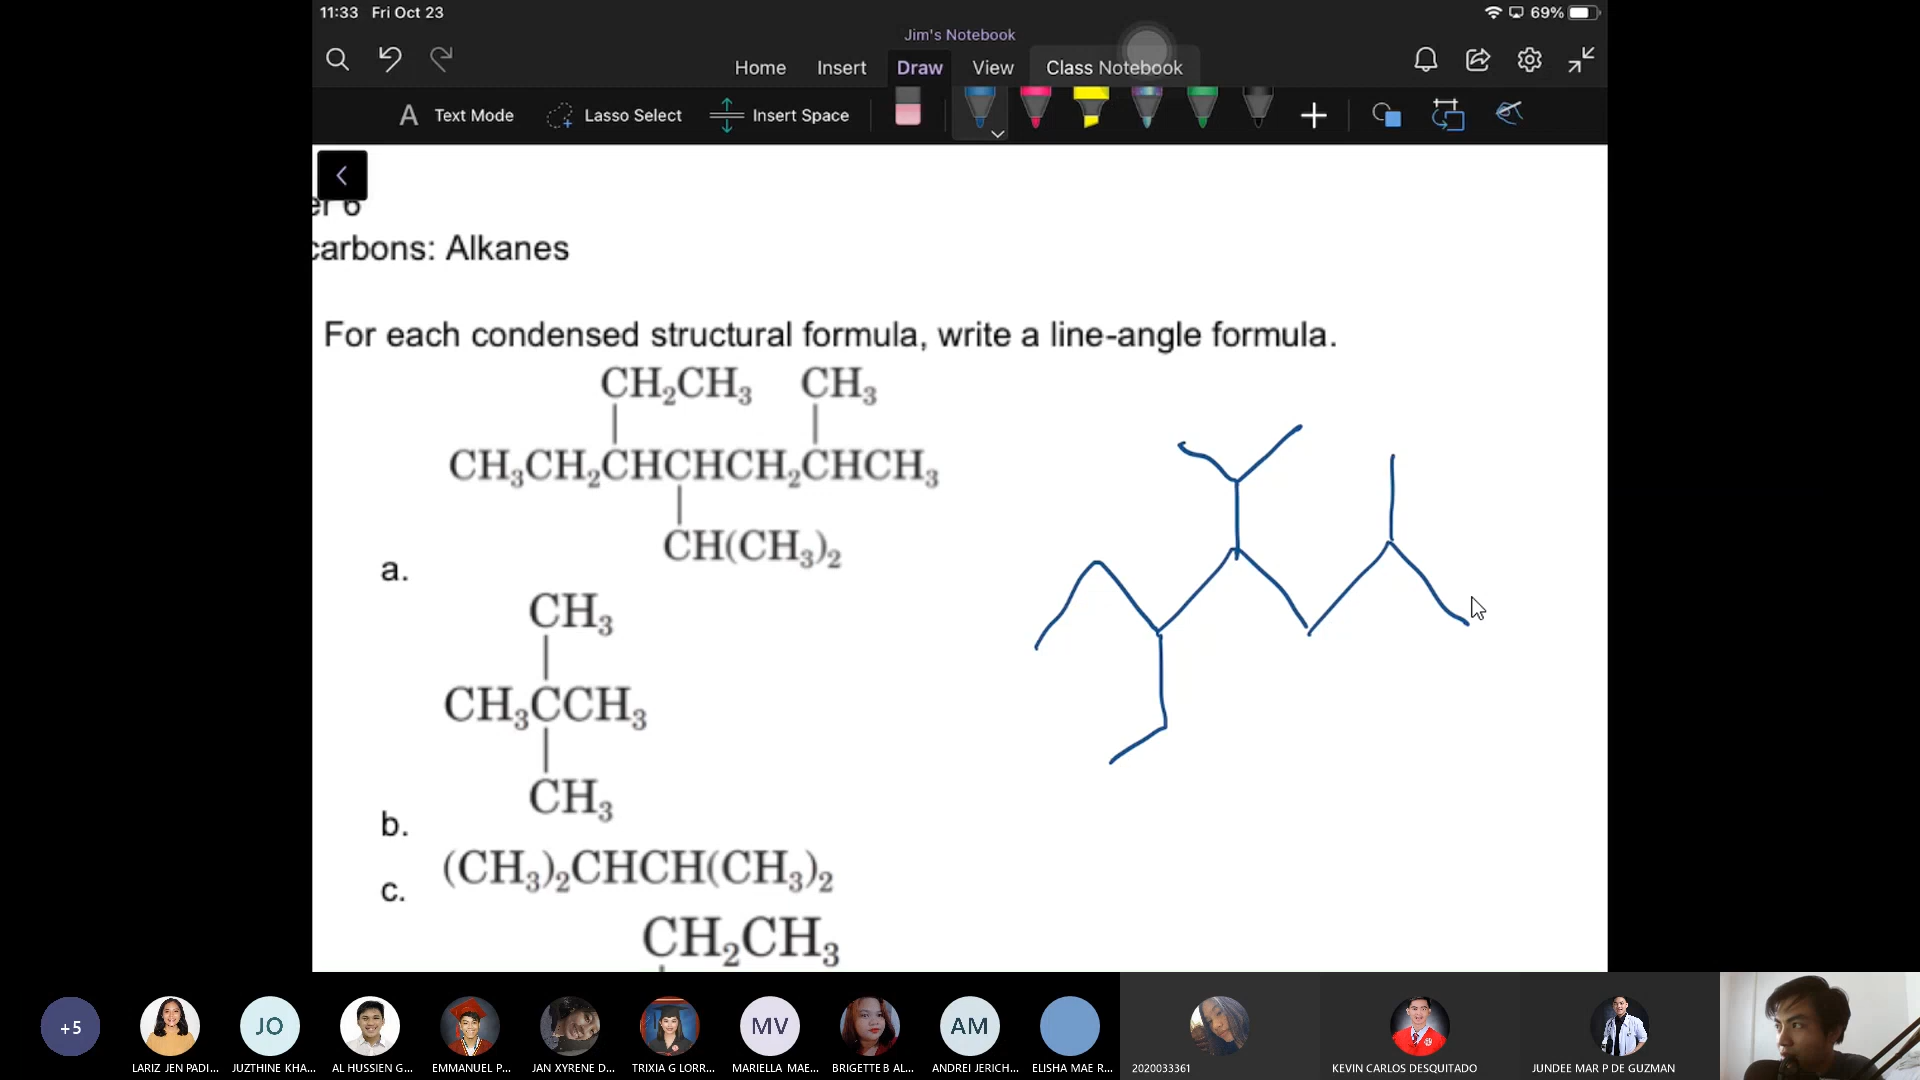 11:33 Fri Oct 23
69%
Jim's Notebook
Home Insert Draw View Class Notebook
A Text Mode Lasso Select Insert Space
er 6
carbons: Alkanes
For each condensed structural formula, write a line-angle formula.
CH₂CH₃ CH₃
CH₃CH₂CHCHCH₂CHCH₃
CH(CH₃)₂
a.
CH₃
CH₃CCH₃
CH₃
b.
(CH₃)₂CHCH(CH₃)₂
c.
CH₂CH₃
+5 JO MV AM
LARIZ JEN PADI... JUZTHINE KHA... AL HUSSIEN G... EMMANUEL P... JAN XYRENE D... TRIXIA G LORR... MARIELLA MAE... BRIGETTE B AL... ANDREI JERICH... ELISHA MAE R... 2020033361 KEVIN CARLOS DESQUITADO JUNDEE MAR P DE GUZMAN